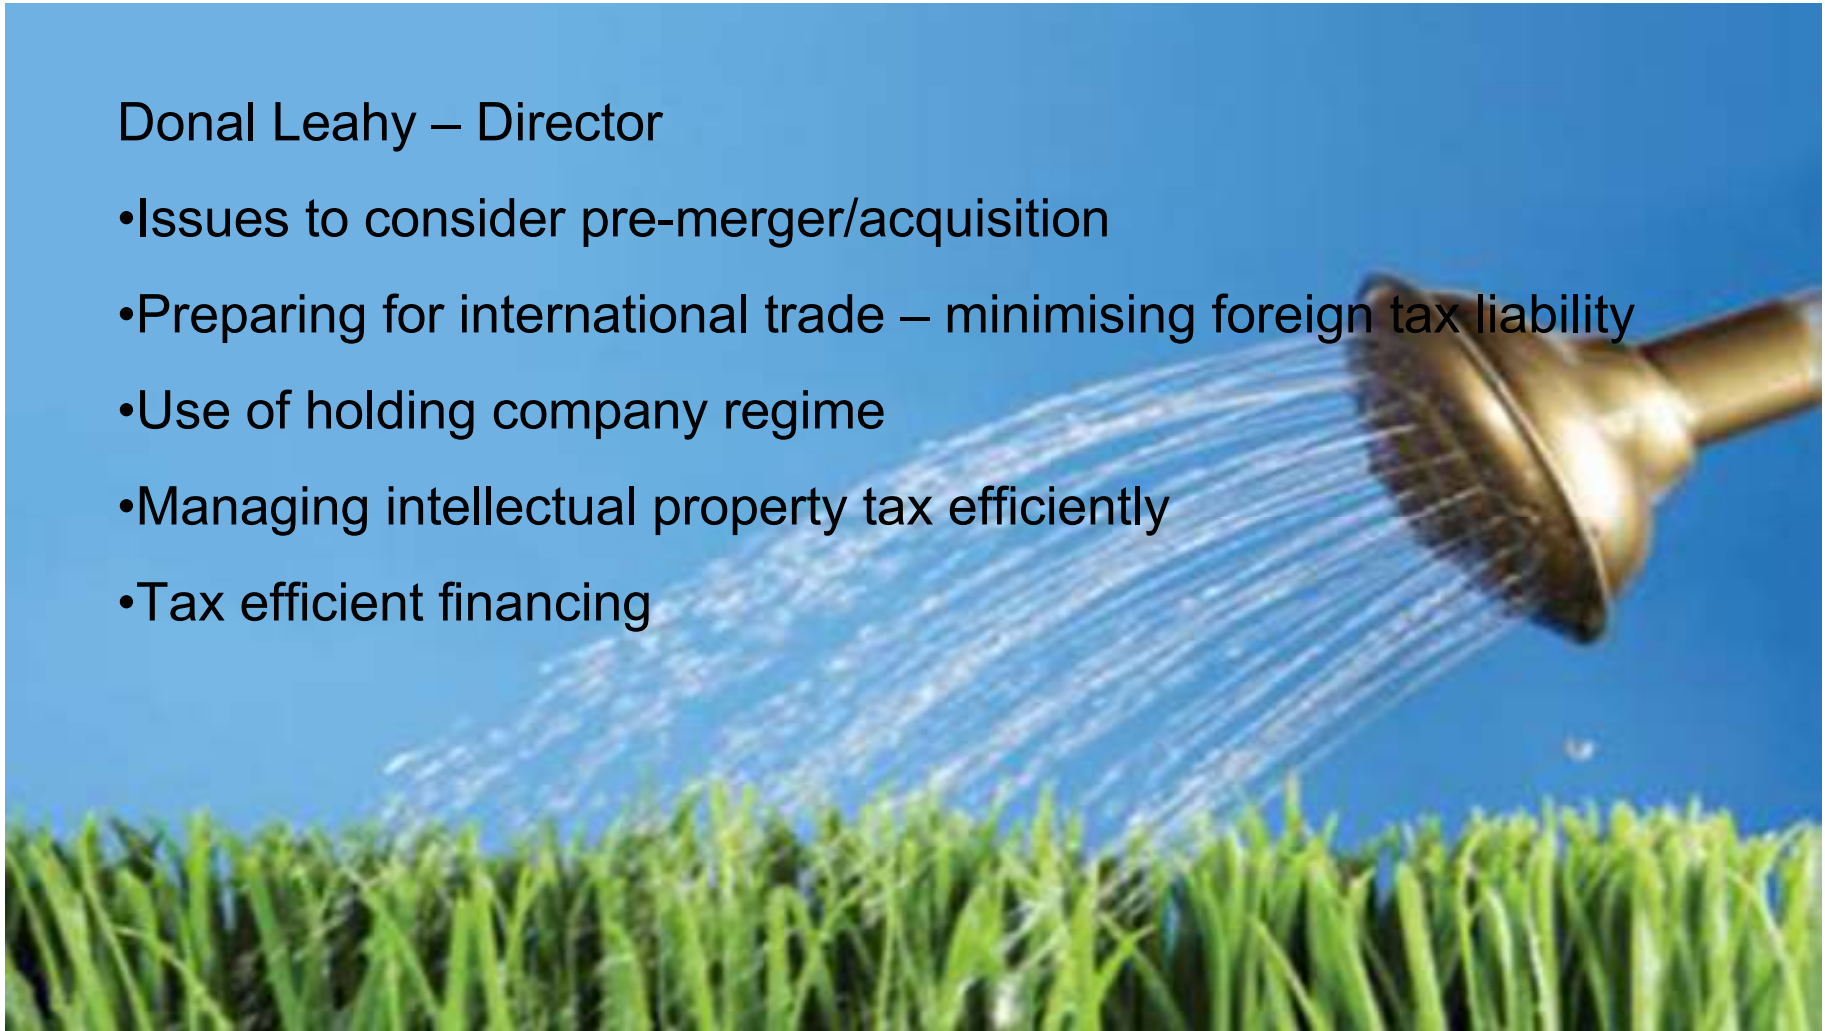 Donal Leahy – Director
•Issues to consider pre-merger/acquisition
•Preparing for international trade – minimising foreign tax liability
•Use of holding company regime
•Managing intellectual property tax efficiently
•Tax efficient financing